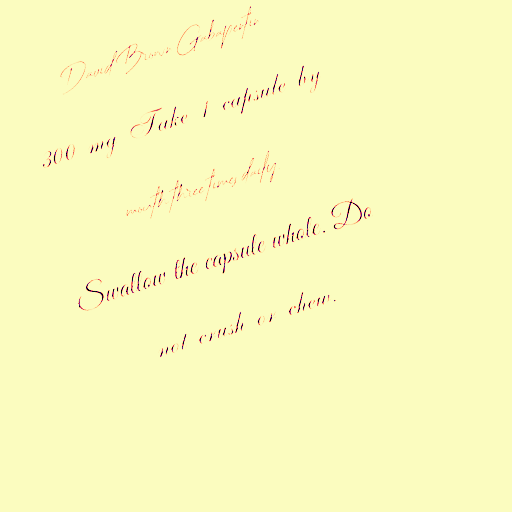 David Brown Gabapentin
300 mg Take 1 capsule by
mouth three times daily
Swallow the capsule whole. Do
not crush or chew.